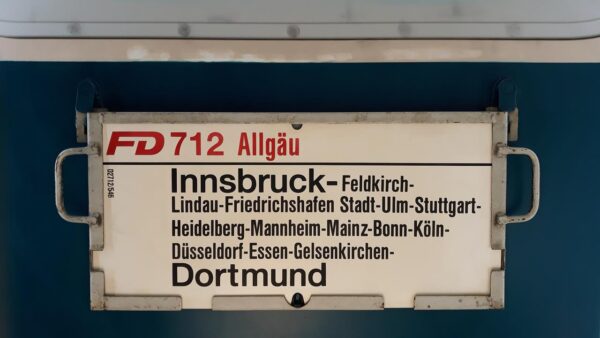 FD 712 Allgäu
Innsbruck-Feldkirch-
Lindau-Friedrichshafen Stadt-Ulm-Stuttgart-
Heidelberg-Mannheim-Mainz-Bonn-Köln-
Düsseldorf-Essen-Gelsenkirchen-
Dortmund